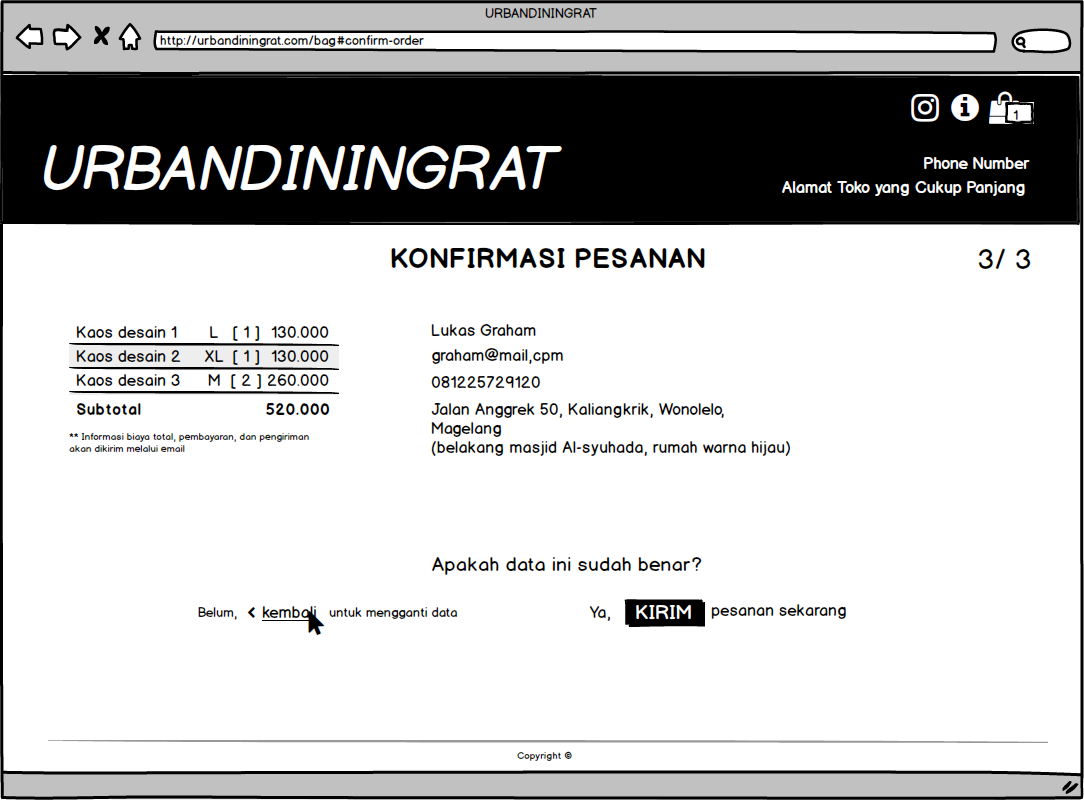 URBANDININGRAT
http://urbandiningrat.com/bag#confirm-order
1
URBANDININGRAT
Phone Number
Alamat Toko yang Cukup Panjang
KONFIRMASI PESANAN
3/ 3
Kaos desain 1 L [ 1 ] 130.000
Kaos desain 2 XL [ 1 ] 130.000
Kaos desain 3 M [ 2 ] 260.000
Subtotal 520.000
** Informasi biaya total, pembayaran, dan pengiriman
akan dikirim melalui email
Lukas Graham
graham@mail,cpm
081225729120
Jalan Anggrek 50, Kaliangkrik, Wonolelo,
Magelang
(belakang masjid Al-syuhada, rumah warna hijau)
Apakah data ini sudah benar?
Belum, < kembali untuk mengganti data
Ya, KIRIM pesanan sekarang
Copyright ©